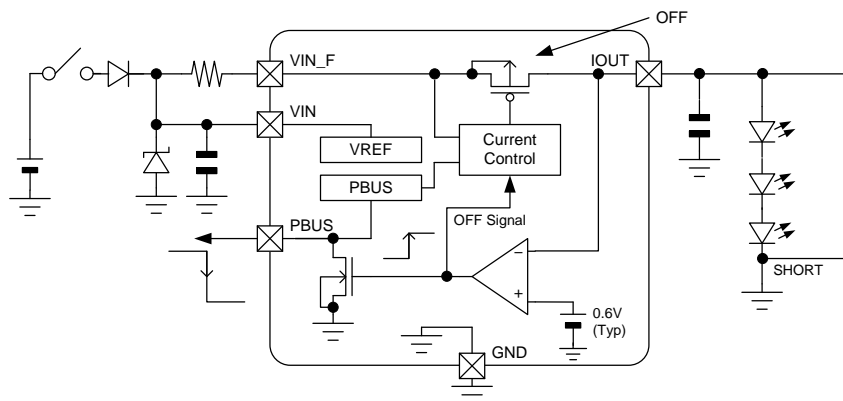 OFF
VIN_F
IOUT
VIN
VREF
Current
Control
PBUS
PBUS
OFF Signal
SHORT
−
+
0.6V
(Typ)
GND